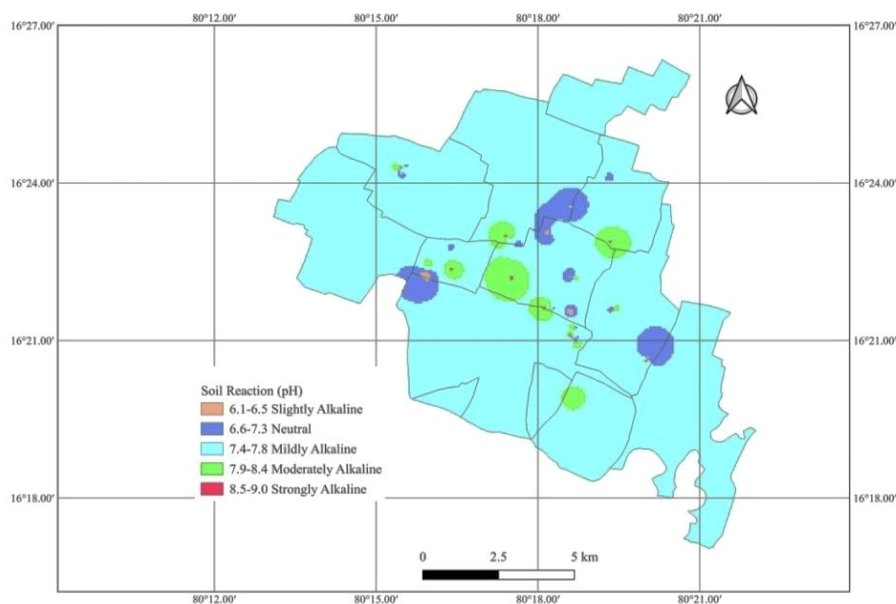 80°12.00' 80°15.00' 80°18.00' 80°21.00'
16°27.00' 16°27.00'
16°24.00' 16°24.00'
16°21.00' 16°21.00'
Soil Reaction (pH)
6.1-6.5 Slightly Alkaline
6.6-7.3 Neutral
7.4-7.8 Mildly Alkaline
7.9-8.4 Moderately Alkaline
8.5-9.0 Strongly Alkaline
16°18.00' 16°18.00'
0 2.5 5 km
80°12.00' 80°15.00' 80°18.00' 80°21.00'